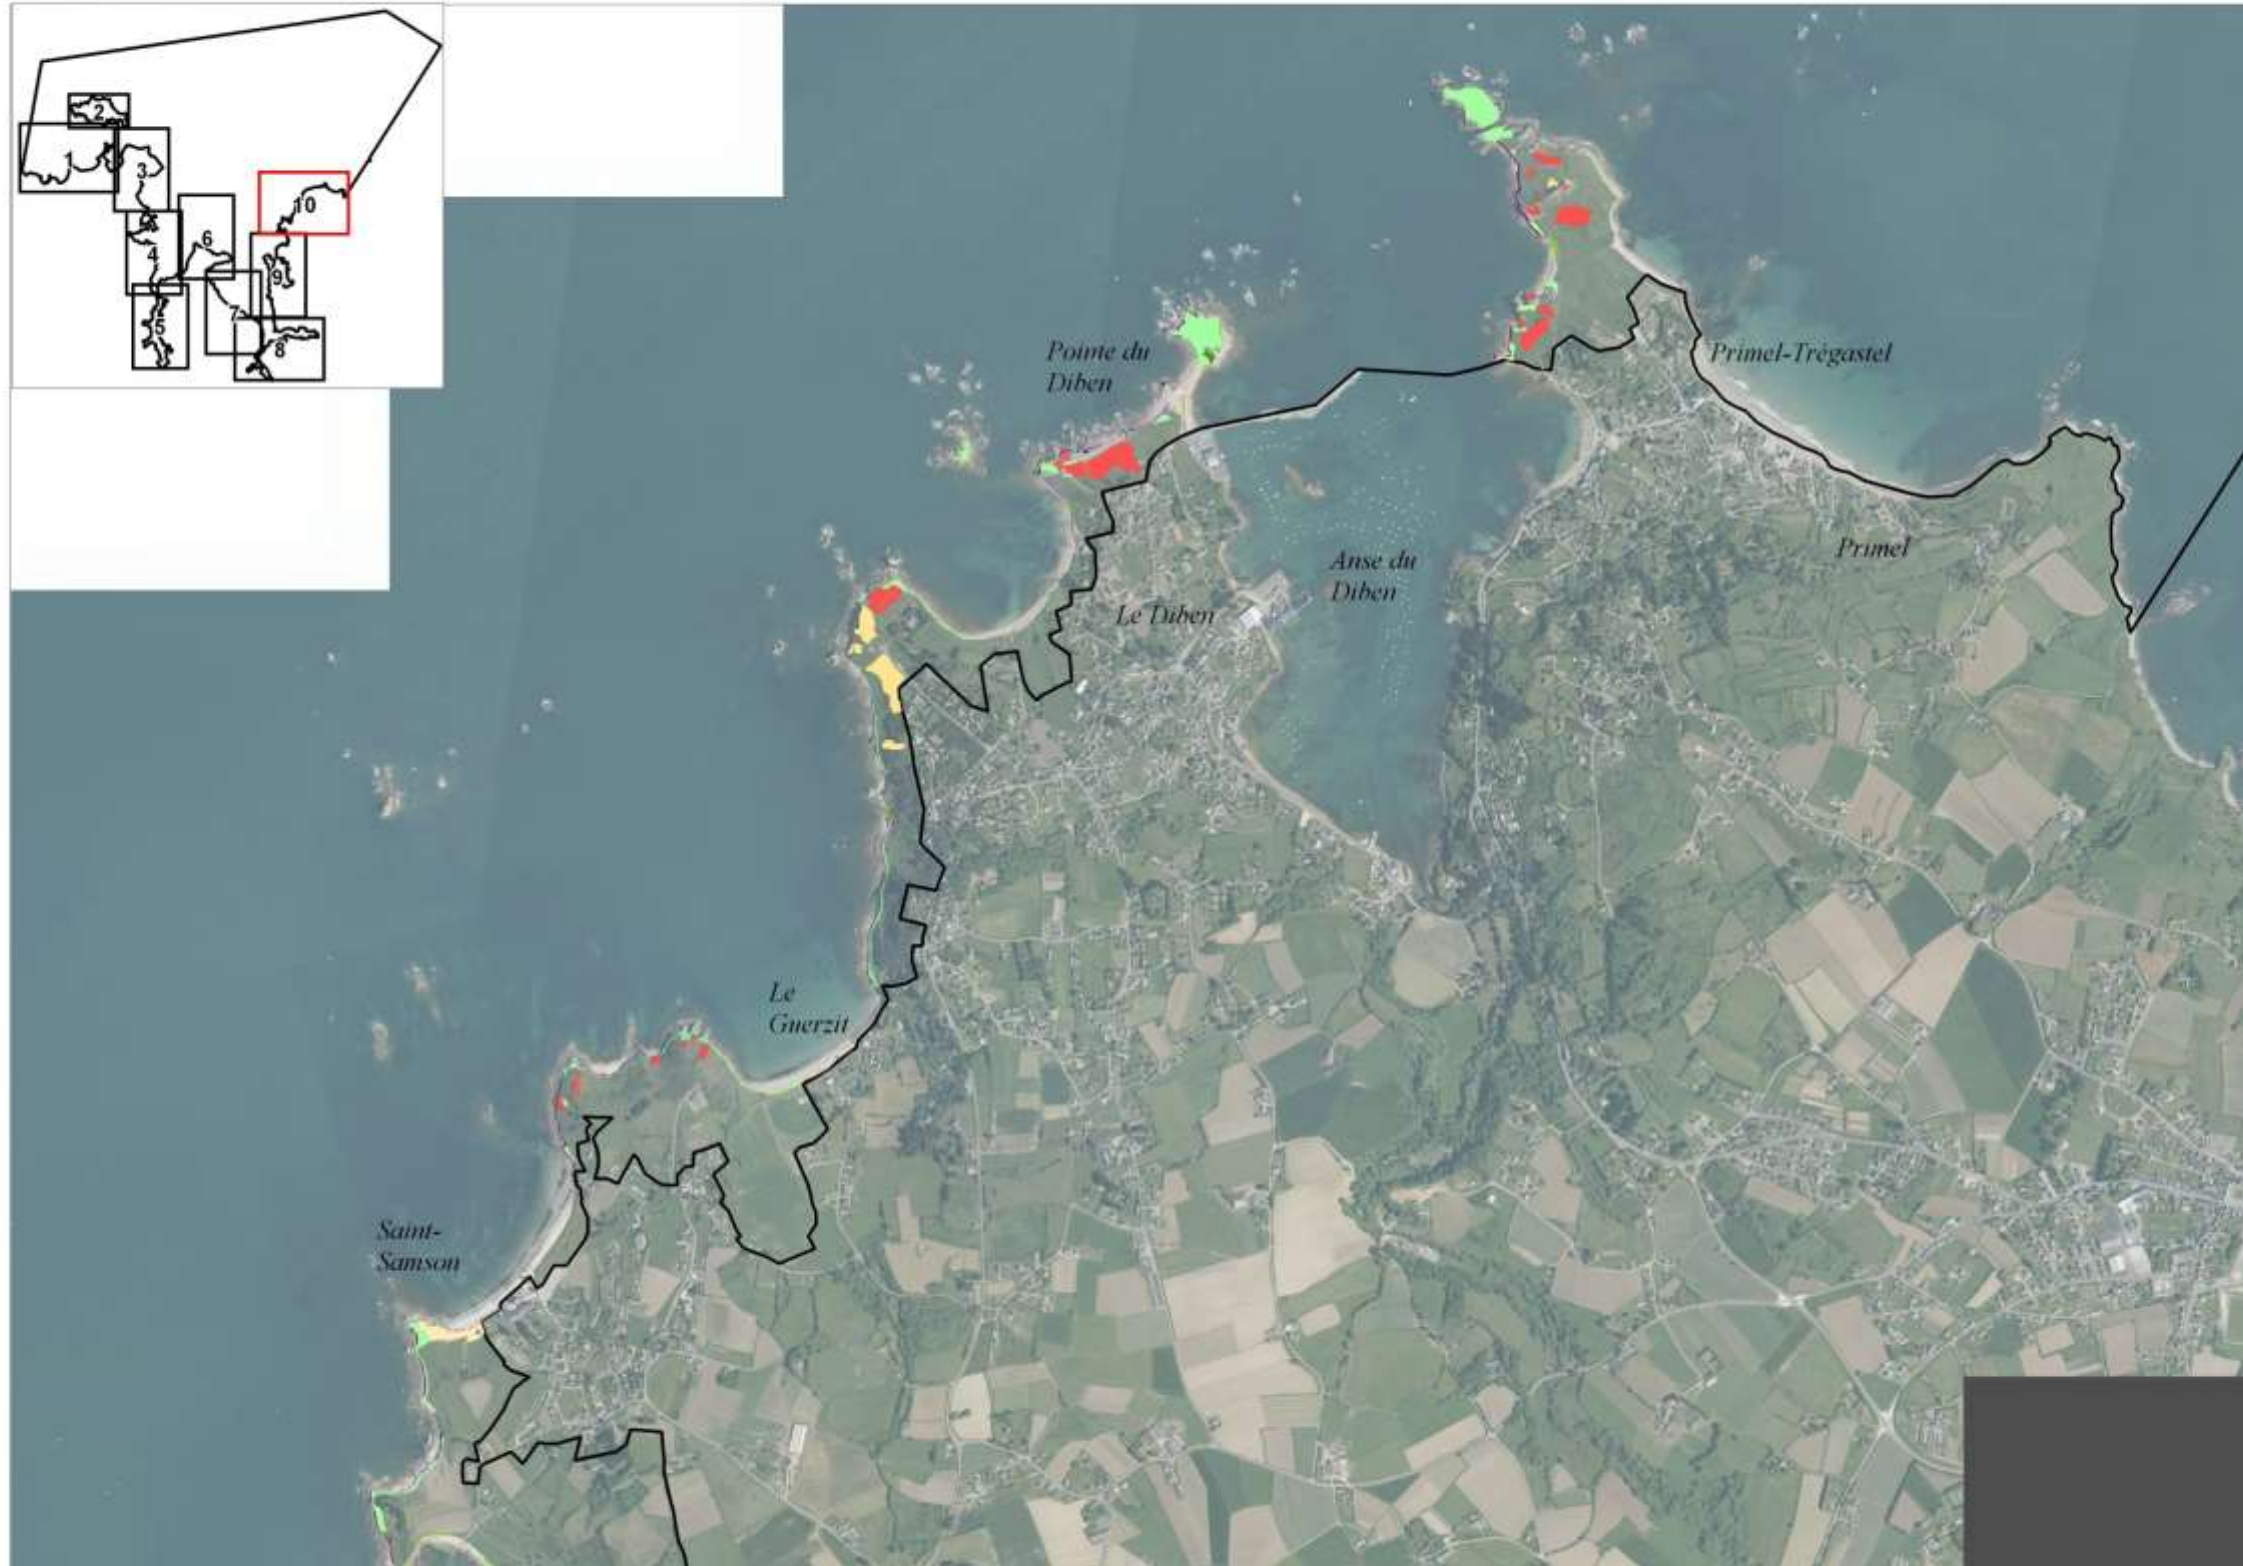 2
1
3
10
6
4
9
7
5
8
Pointe du
Diben
Primel-Trégastel
Primel
Anse du
Diben
Le Diben
Le
Guerzit
Saint-
Samson